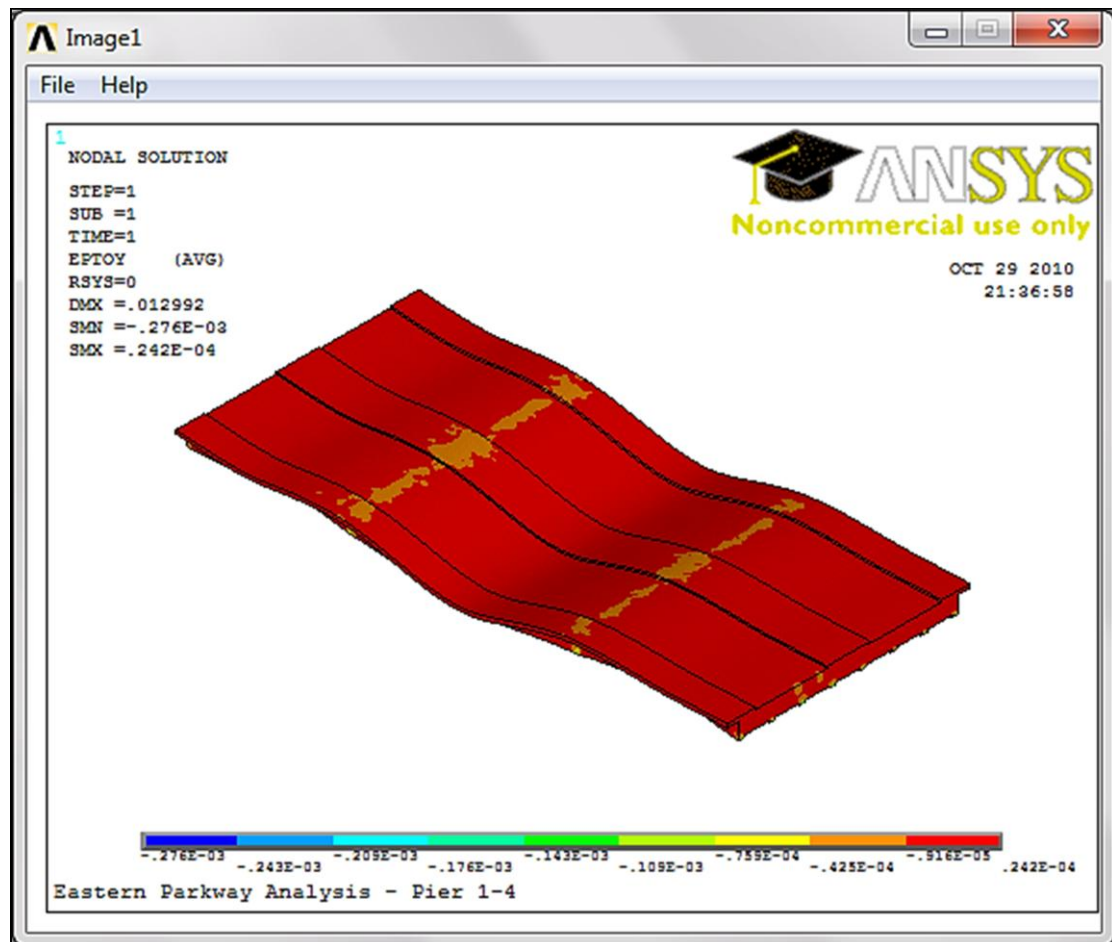 Image1
File Help
1
NODAL SOLUTION
STEP=1
SUB =1
TIME=1
EPTOY (AVG)
RSYS=0
DMX =.012992
SMN =-.276E-03
SMX =.242E-04
ANSYS
Noncommercial use only
OCT 29 2010
21:36:58
-.276E-03 -.209E-03 -.143E-03 -.759E-04 -.916E-05
-.243E-03 -.176E-03 -.109E-03 -.425E-04 .242E-04
Eastern Parkway Analysis - Pier 1-4